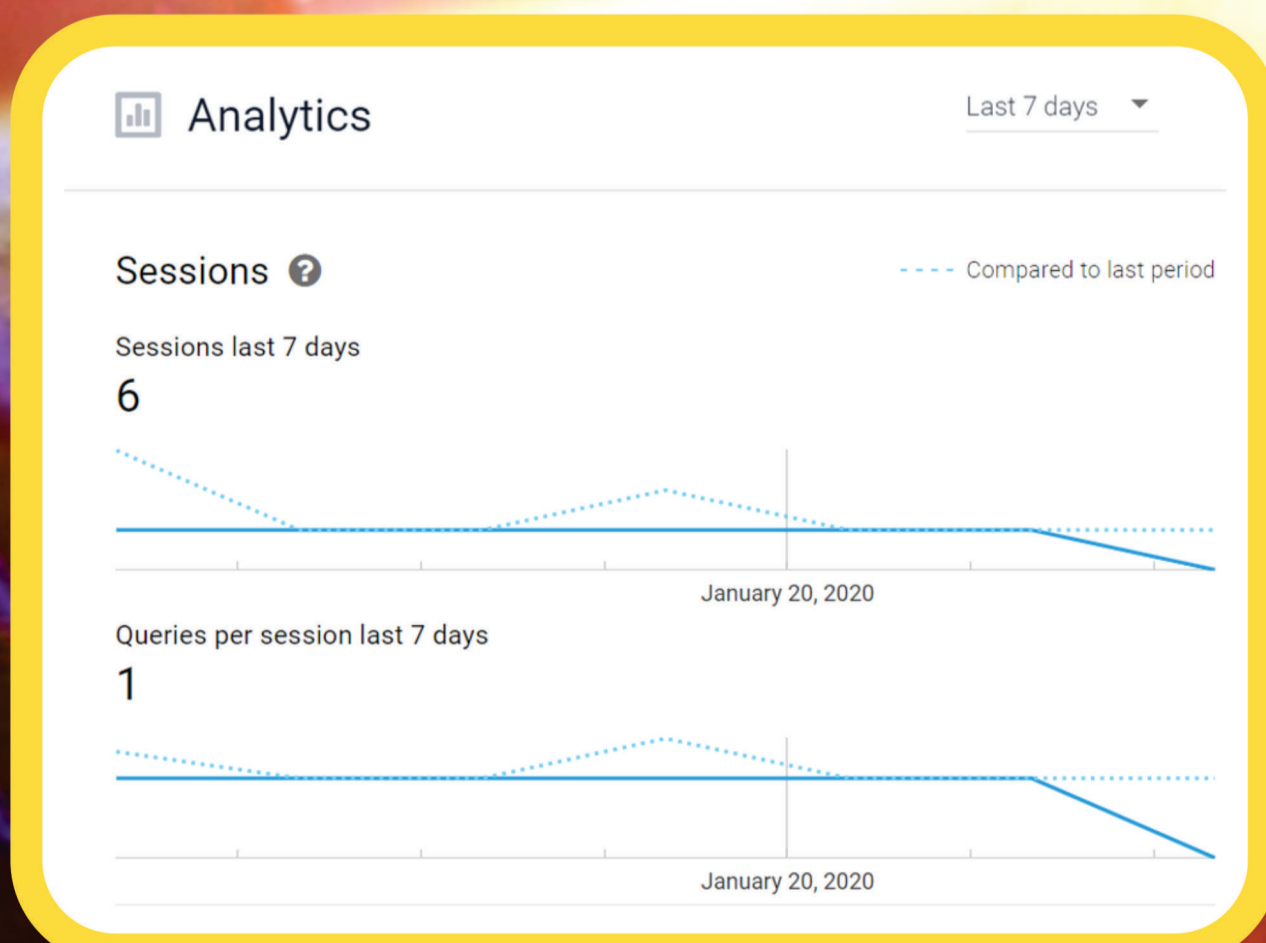 Analytics
Last 7 days
Sessions
Compared to last period
Sessions last 7 days
6
January 20, 2020
Queries per session last 7 days
1
January 20, 2020